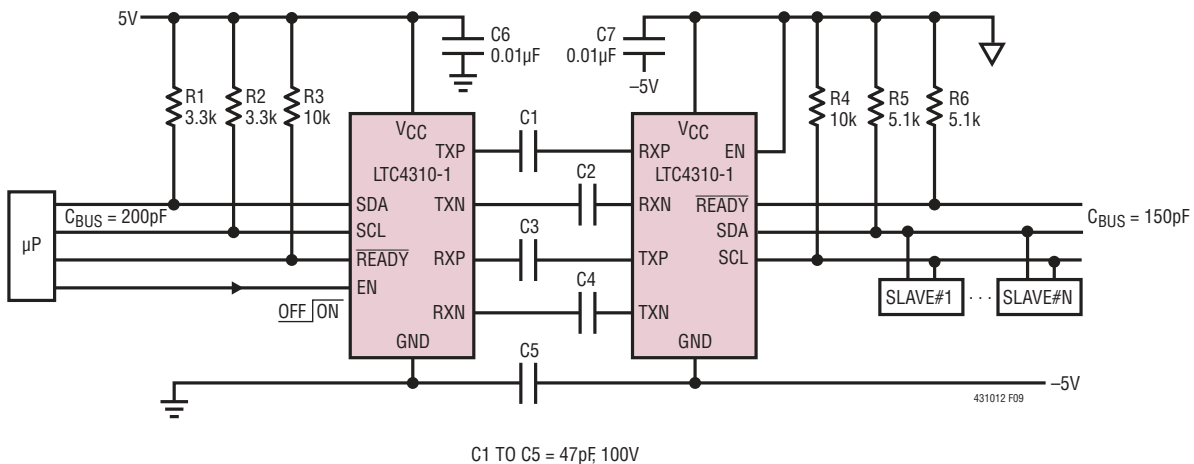 5V
C6
0.01µF
C7
0.01µF
–5V
R1
3.3k
R2
3.3k
R3
10k
R4
10k
R5
5.1k
R6
5.1k
VCC
TXP
LTC4310-1
SDA
TXN
SCL
READY
RXP
EN
RXN
GND
C1
C2
C3
C4
C5
VCC
RXP
EN
LTC4310-1
RXN
READY
SDA
TXP
SCL
TXN
GND
µP
CBUS = 200pF
OFF ON
CBUS = 150pF
SLAVE#1
· · ·
SLAVE#N
–5V
431012 F09
C1 TO C5 = 47pF, 100V